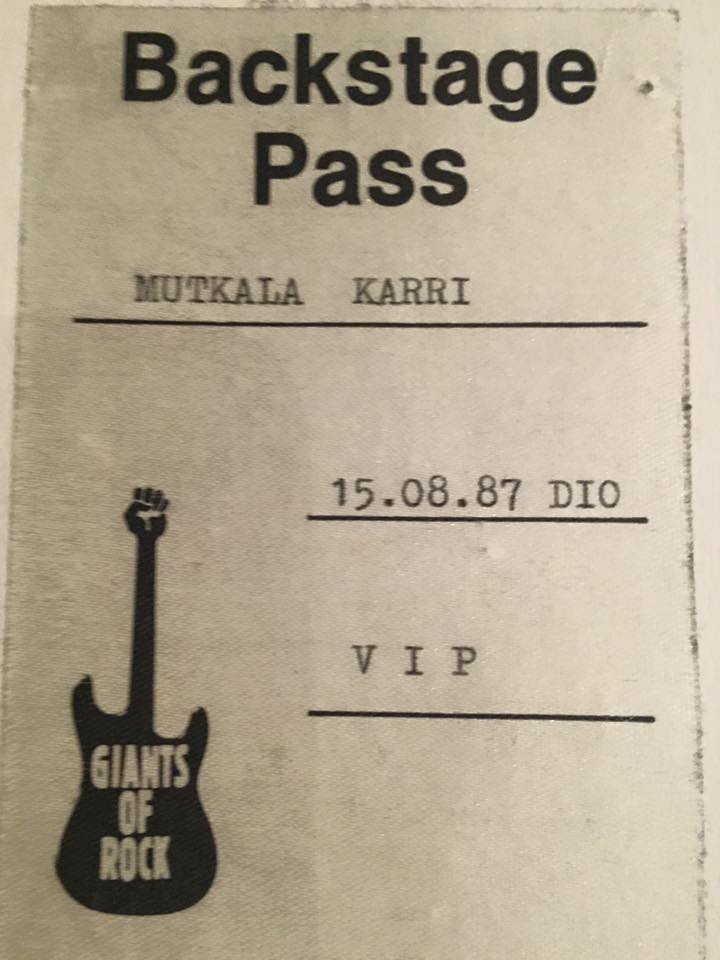 Backstage
Pass
MUTKALA KARRI
15.08.87 DIO
V I P
GIANTS
OF
ROCK